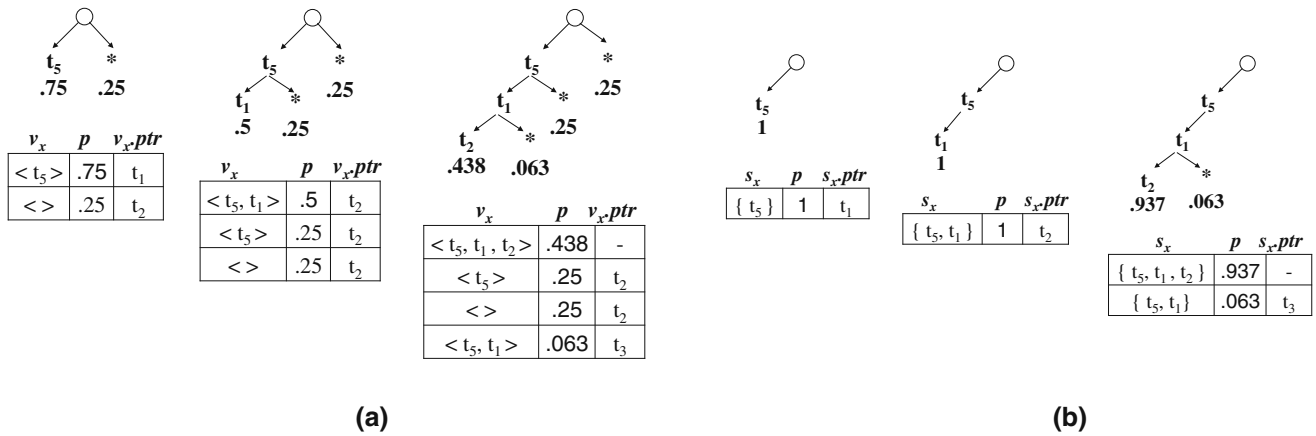 t5 *
.75 .25
vx p vx.ptr
< t5 > .75 t1
< > .25 t2
t5 *
.25
t1 *
.5 .25
vx p vx.ptr
< t5, t1 > .5 t2
< t5 > .25 t2
< > .25 t2
t5 *
.25
t1 *
.25
t2 *
.438 .063
vx p vx.ptr
< t5, t1 , t2 > .438 -
< t5 > .25 t2
< > .25 t2
< t5, t1 > .063 t3
(a)
t5
1
sx p sx.ptr
{ t5 } 1 t1
t5
t1
1
sx p sx.ptr
{ t5, t1 } 1 t2
t5
t1
t2 *
.937 .063
sx p sx.ptr
{ t5, t1 , t2 } .937 -
{ t5, t1} .063 t3
(b)